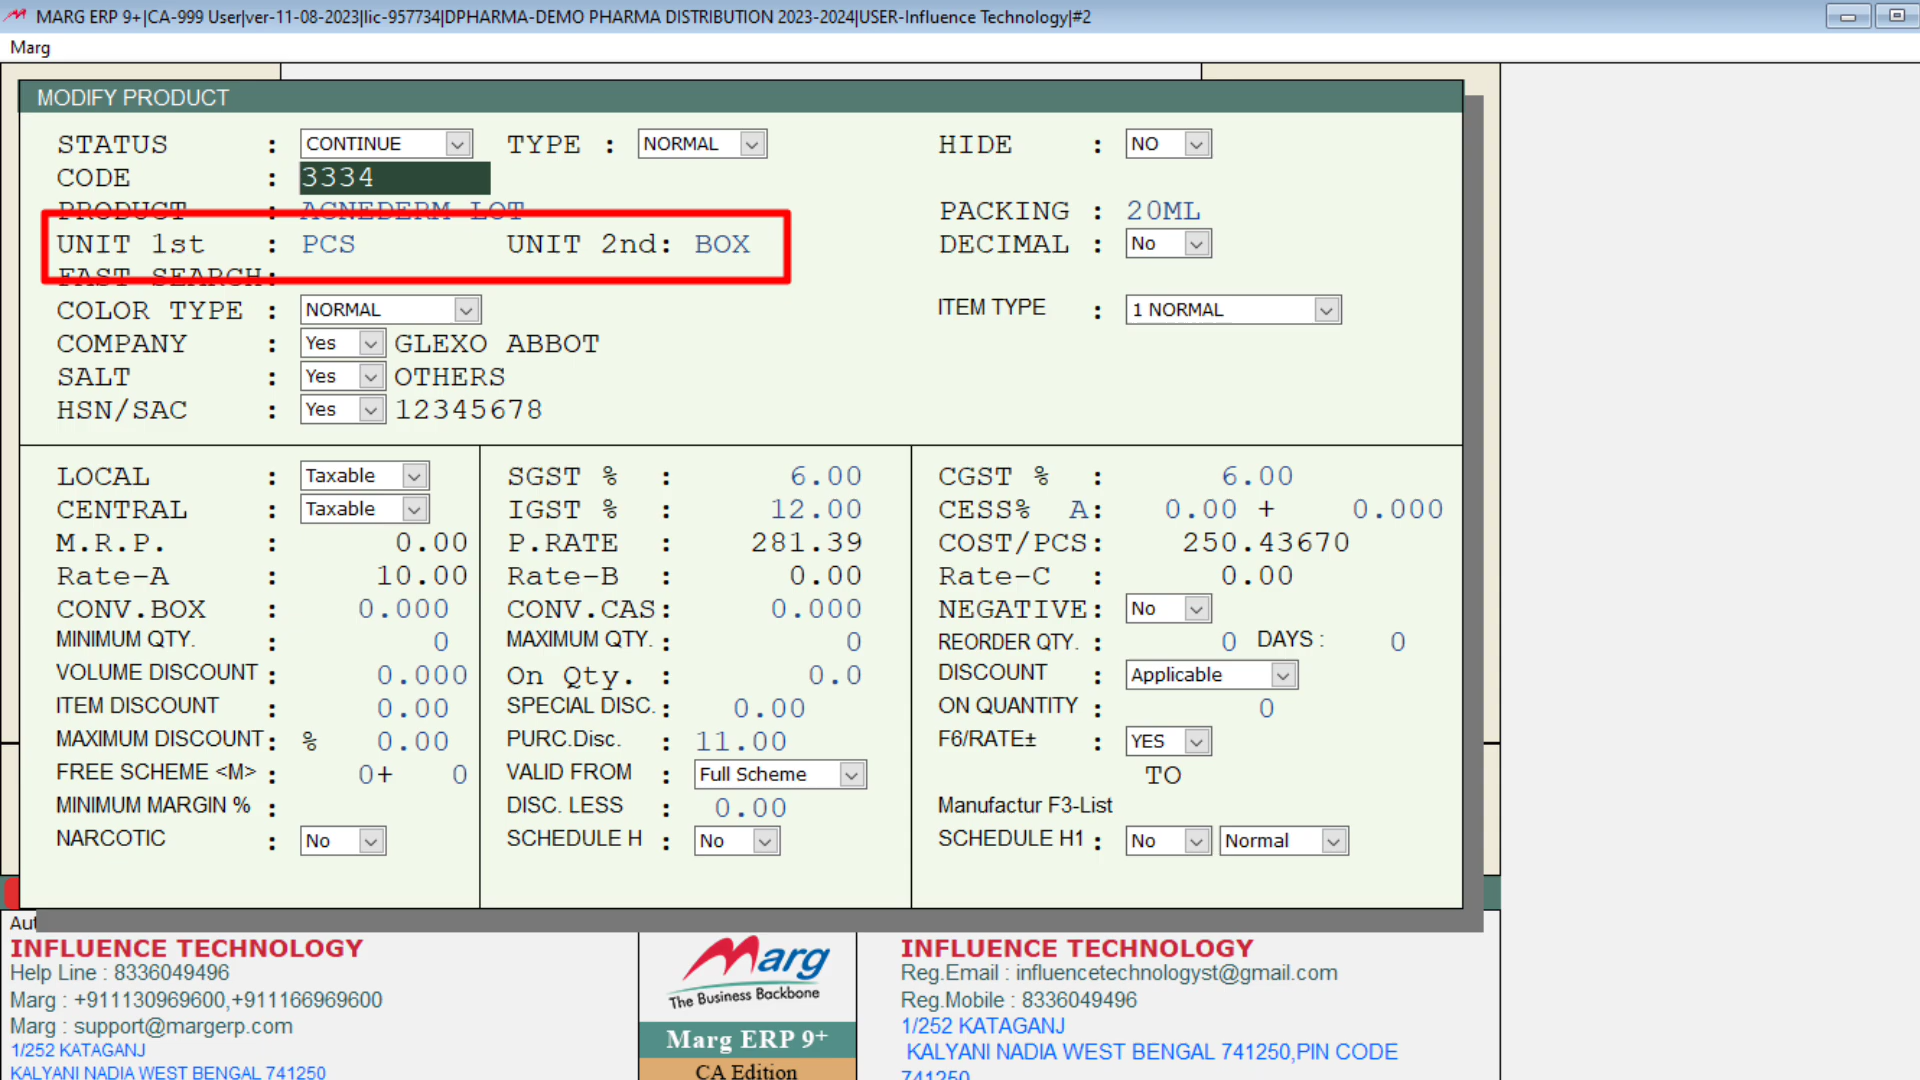 MARG ERP 9+|CA-999 User|ver-11-08-2023|lic-957734|DPHARMA-DEMO PHARMA DISTRIBUTION 2023-2024|USER-Influence Technology|#2
Marg
MODIFY PRODUCT
STATUS : CONTINUE TYPE : NORMAL HIDE : NO
CODE : 3334
PRODUCT : ACNEDERM LOT PACKING : 20ML
UNIT 1st : PCS UNIT 2nd: BOX DECIMAL : No
FAST SEARCH:
COLOR TYPE : NORMAL ITEM TYPE : 1 NORMAL
COMPANY : Yes GLEXO ABBOT
SALT : Yes OTHERS
HSN/SAC : Yes 12345678
LOCAL : Taxable SGST % : 6.00 CGST % : 6.00
CENTRAL : Taxable IGST % : 12.00 CESS% A: 0.00 + 0.000
M.R.P. : 0.00 P.RATE : 281.39 COST/PCS: 250.43670
Rate-A : 10.00 Rate-B : 0.00 Rate-C : 0.00
CONV.BOX : 0.000 CONV.CAS: 0.000 NEGATIVE: No
MINIMUM QTY. : 0 MAXIMUM QTY. : 0 REORDER QTY. : 0 DAYS : 0
VOLUME DISCOUNT : 0.000 On Qty. : 0.0 DISCOUNT : Applicable
ITEM DISCOUNT : 0.00 SPECIAL DISC. : 0.00 ON QUANTITY : 0
MAXIMUM DISCOUNT : % 0.00 PURC.Disc. : 11.00 F6/RATE± : YES
FREE SCHEME <M> : 0+ 0 VALID FROM : Full Scheme TO
MINIMUM MARGIN % : DISC. LESS : 0.00 Manufactur F3-List
NARCOTIC : No SCHEDULE H : No SCHEDULE H1 : No Normal
INFLUENCE TECHNOLOGY
Help Line : 8336049496
Marg : +911130969600,+911166969600
Marg : support@margerp.com
1/252 KATAGANJ
KALYANI NADIA WEST BENGAL 741250
Marg
The Business Backbone
Marg ERP 9+
CA Edition
INFLUENCE TECHNOLOGY
Reg.Email : influencetechnologyst@gmail.com
Reg.Mobile : 8336049496
1/252 KATAGANJ
KALYANI NADIA WEST BENGAL 741250,PIN CODE
741250